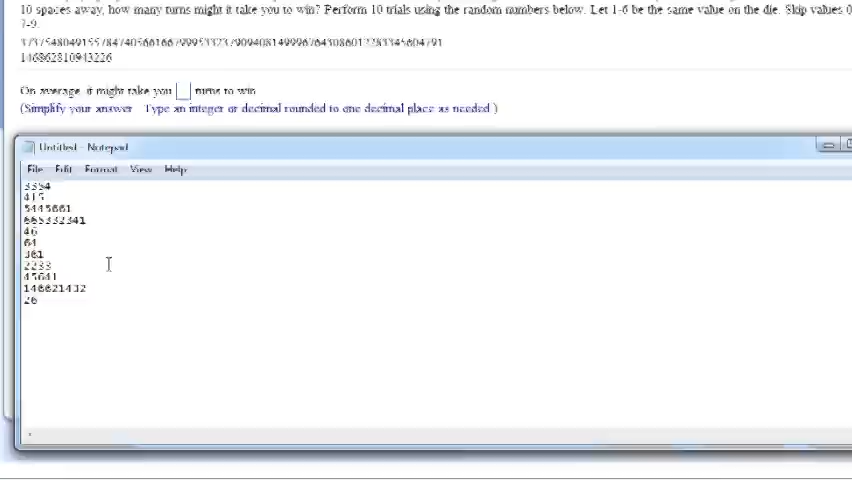 10 spaces away, how many turns might it take you to win? Perform 10 trials using the random numbers below. Let 1-6 be the same value on the die. Skip values 0
7-9.
146862810943226
On average, it might take you turns to win
(Simplify your answer Type an integer or decimal rounded to one decimal place as needed )
Untitled - Notepad
File Edit Format View Help
3354
415
5445661
665332341
46
64
361
2233
45641
146621432
26